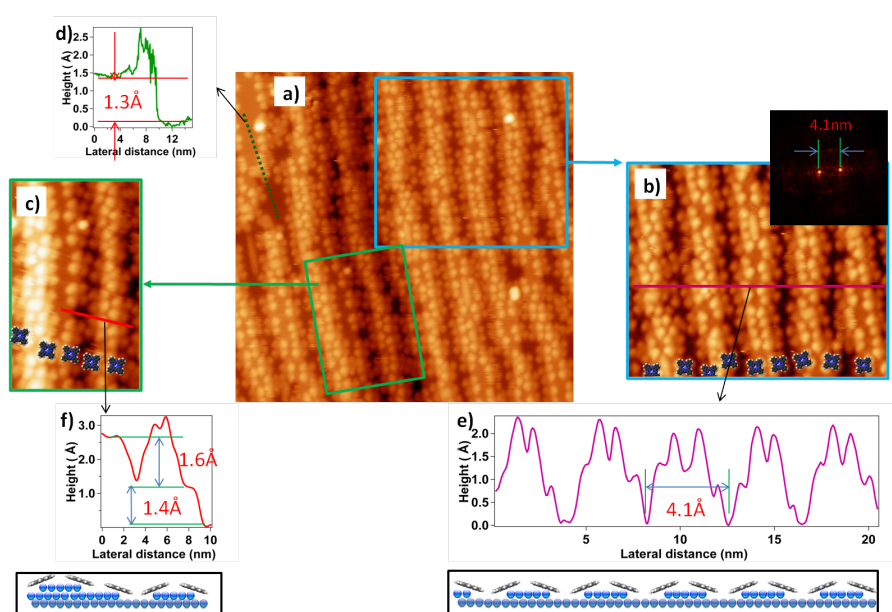 d)
Height ( Å)
2.5
2.0
1.5
1.0
0.5
0.0
1.3Å
0
4
8
12
Lateral distance (nm)
a)
4.1nm
c)
b)
f)
Height ( Å)
3.0
2.0
1.0
0.0
1.6Å
1.4Å
0 2 4 6 8 10
Lateral distance (nm)
e)
Height ( Å)
2.0
1.5
1.0
0.5
0.0
4.1Å
5
10
15
20
Lateral distance (nm)